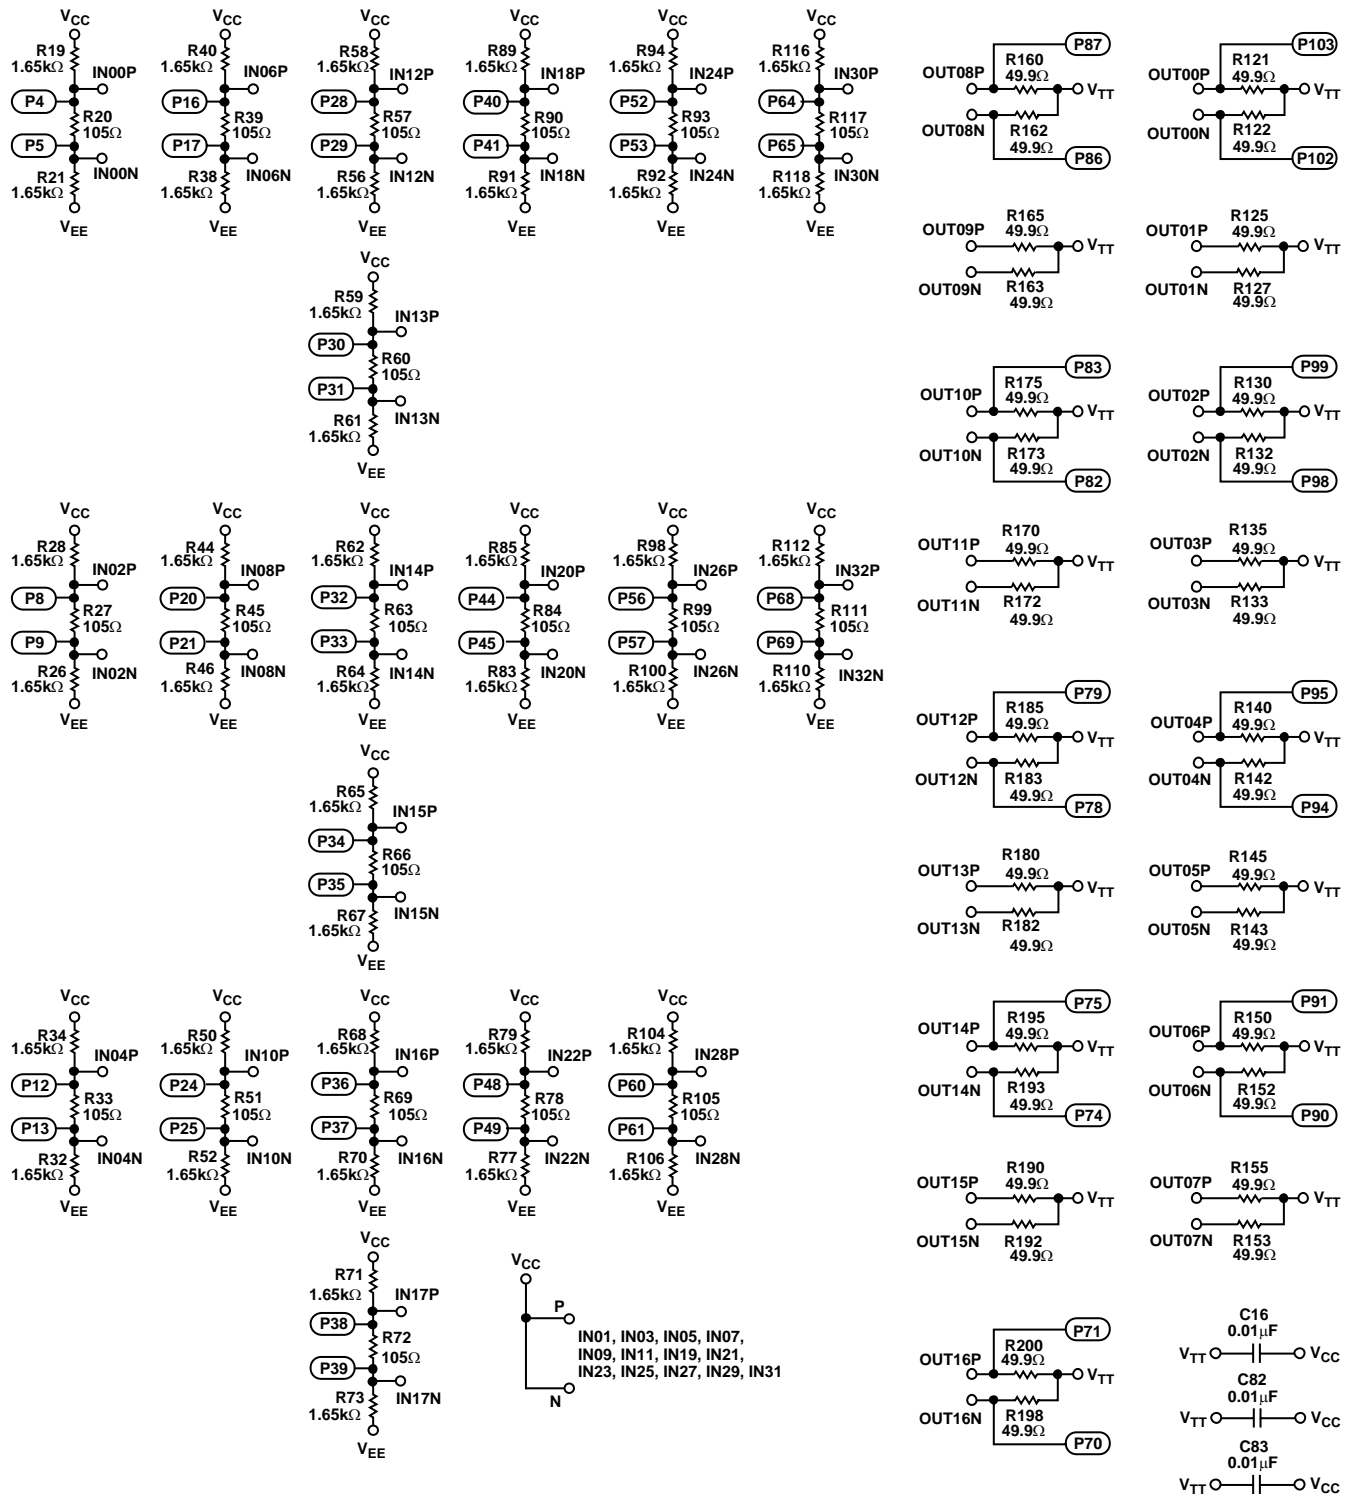 VCC
R19
1.65kΩ
IN00P
P4
R20
105Ω
P5
IN00N
R21
1.65kΩ
VEE
VCC
R40
1.65kΩ
IN06P
P16
R39
105Ω
P17
IN06N
R38
1.65kΩ
VEE
VCC
R58
1.65kΩ
IN12P
P28
R57
105Ω
P29
IN12N
R56
1.65kΩ
VEE
VCC
R89
1.65kΩ
IN18P
P40
R90
105Ω
P41
IN18N
R91
1.65kΩ
VEE
VCC
R94
1.65kΩ
IN24P
P52
R93
105Ω
P53
IN24N
R92
1.65kΩ
VEE
VCC
R116
1.65kΩ
IN30P
P64
R117
105Ω
P65
IN30N
R118
1.65kΩ
VEE
VCC
R59
1.65kΩ
IN13P
P30
R60
105Ω
P31
IN13N
R61
1.65kΩ
VEE
VCC
R28
1.65kΩ
IN02P
P8
R27
105Ω
P9
IN02N
R26
1.65kΩ
VEE
VCC
R44
1.65kΩ
IN08P
P20
R45
105Ω
P21
IN08N
R46
1.65kΩ
VEE
VCC
R62
1.65kΩ
IN14P
P32
R63
105Ω
P33
IN14N
R64
1.65kΩ
VEE
VCC
R85
1.65kΩ
IN20P
P44
R84
105Ω
P45
IN20N
R83
1.65kΩ
VEE
VCC
R98
1.65kΩ
IN26P
P56
R99
105Ω
P57
IN26N
R100
1.65kΩ
VEE
VCC
R112
1.65kΩ
IN32P
P68
R111
105Ω
P69
IN32N
R110
1.65kΩ
VEE
VCC
R65
1.65kΩ
IN15P
P34
R66
105Ω
P35
IN15N
R67
1.65kΩ
VEE
VCC
R34
1.65kΩ
IN04P
P12
R33
105Ω
P13
IN04N
R32
1.65kΩ
VEE
VCC
R50
1.65kΩ
IN10P
P24
R51
105Ω
P25
IN10N
R52
1.65kΩ
VEE
VCC
R68
1.65kΩ
IN16P
P36
R69
105Ω
P37
IN16N
R70
1.65kΩ
VEE
VCC
R79
1.65kΩ
IN22P
P48
R78
105Ω
P49
IN22N
R77
1.65kΩ
VEE
VCC
R104
1.65kΩ
IN28P
P60
R105
105Ω
P61
IN28N
R106
1.65kΩ
VEE
VCC
R71
1.65kΩ
IN17P
P38
R72
105Ω
P39
IN17N
R73
1.65kΩ
VEE
VCC
P
IN01, IN03, IN05, IN07,
IN09, IN11, IN19, IN21,
IN23, IN25, IN27, IN29, IN31
N
P87
R160
49.9Ω
OUT08P
VTT
OUT08N
R162
49.9Ω
P86
P103
R121
49.9Ω
OUT00P
VTT
OUT00N
R122
49.9Ω
P102
R165
49.9Ω
OUT09P
VTT
OUT09N
R163
49.9Ω
R125
49.9Ω
OUT01P
VTT
OUT01N
R127
49.9Ω
P83
R175
49.9Ω
OUT10P
VTT
OUT10N
R173
49.9Ω
P82
P99
R130
49.9Ω
OUT02P
VTT
OUT02N
R132
49.9Ω
P98
R170
49.9Ω
OUT11P
VTT
OUT11N
R172
49.9Ω
R135
49.9Ω
OUT03P
VTT
OUT03N
R133
49.9Ω
P79
R185
49.9Ω
OUT12P
VTT
OUT12N
R183
49.9Ω
P78
P95
R140
49.9Ω
OUT04P
VTT
OUT04N
R142
49.9Ω
P94
R180
49.9Ω
OUT13P
VTT
OUT13N
R182
49.9Ω
R145
49.9Ω
OUT05P
VTT
OUT05N
R143
49.9Ω
P75
R195
49.9Ω
OUT14P
VTT
OUT14N
R193
49.9Ω
P74
P91
R150
49.9Ω
OUT06P
VTT
OUT06N
R152
49.9Ω
P90
R190
49.9Ω
OUT15P
VTT
OUT15N
R192
49.9Ω
R155
49.9Ω
OUT07P
VTT
OUT07N
R153
49.9Ω
P71
R200
49.9Ω
OUT16P
VTT
OUT16N
R198
49.9Ω
P70
C16
0.01µF
VTT
VCC
C82
0.01µF
VTT
VCC
C83
0.01µF
VTT
VCC